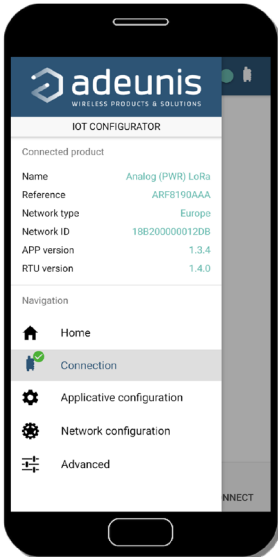 adeunis
WIRELESS PRODUCTS & SOLUTIONS
IOT CONFIGURATOR
Connected product
Name Analog (PWR) LoRa
Reference ARF8190AAA
Network type Europe
Network ID 18B200000012DB
APP version 1.3.4
RTU version 1.4.0
Navigation
Home
Connection
Applicative configuration
Network configuration
Advanced
NNECT